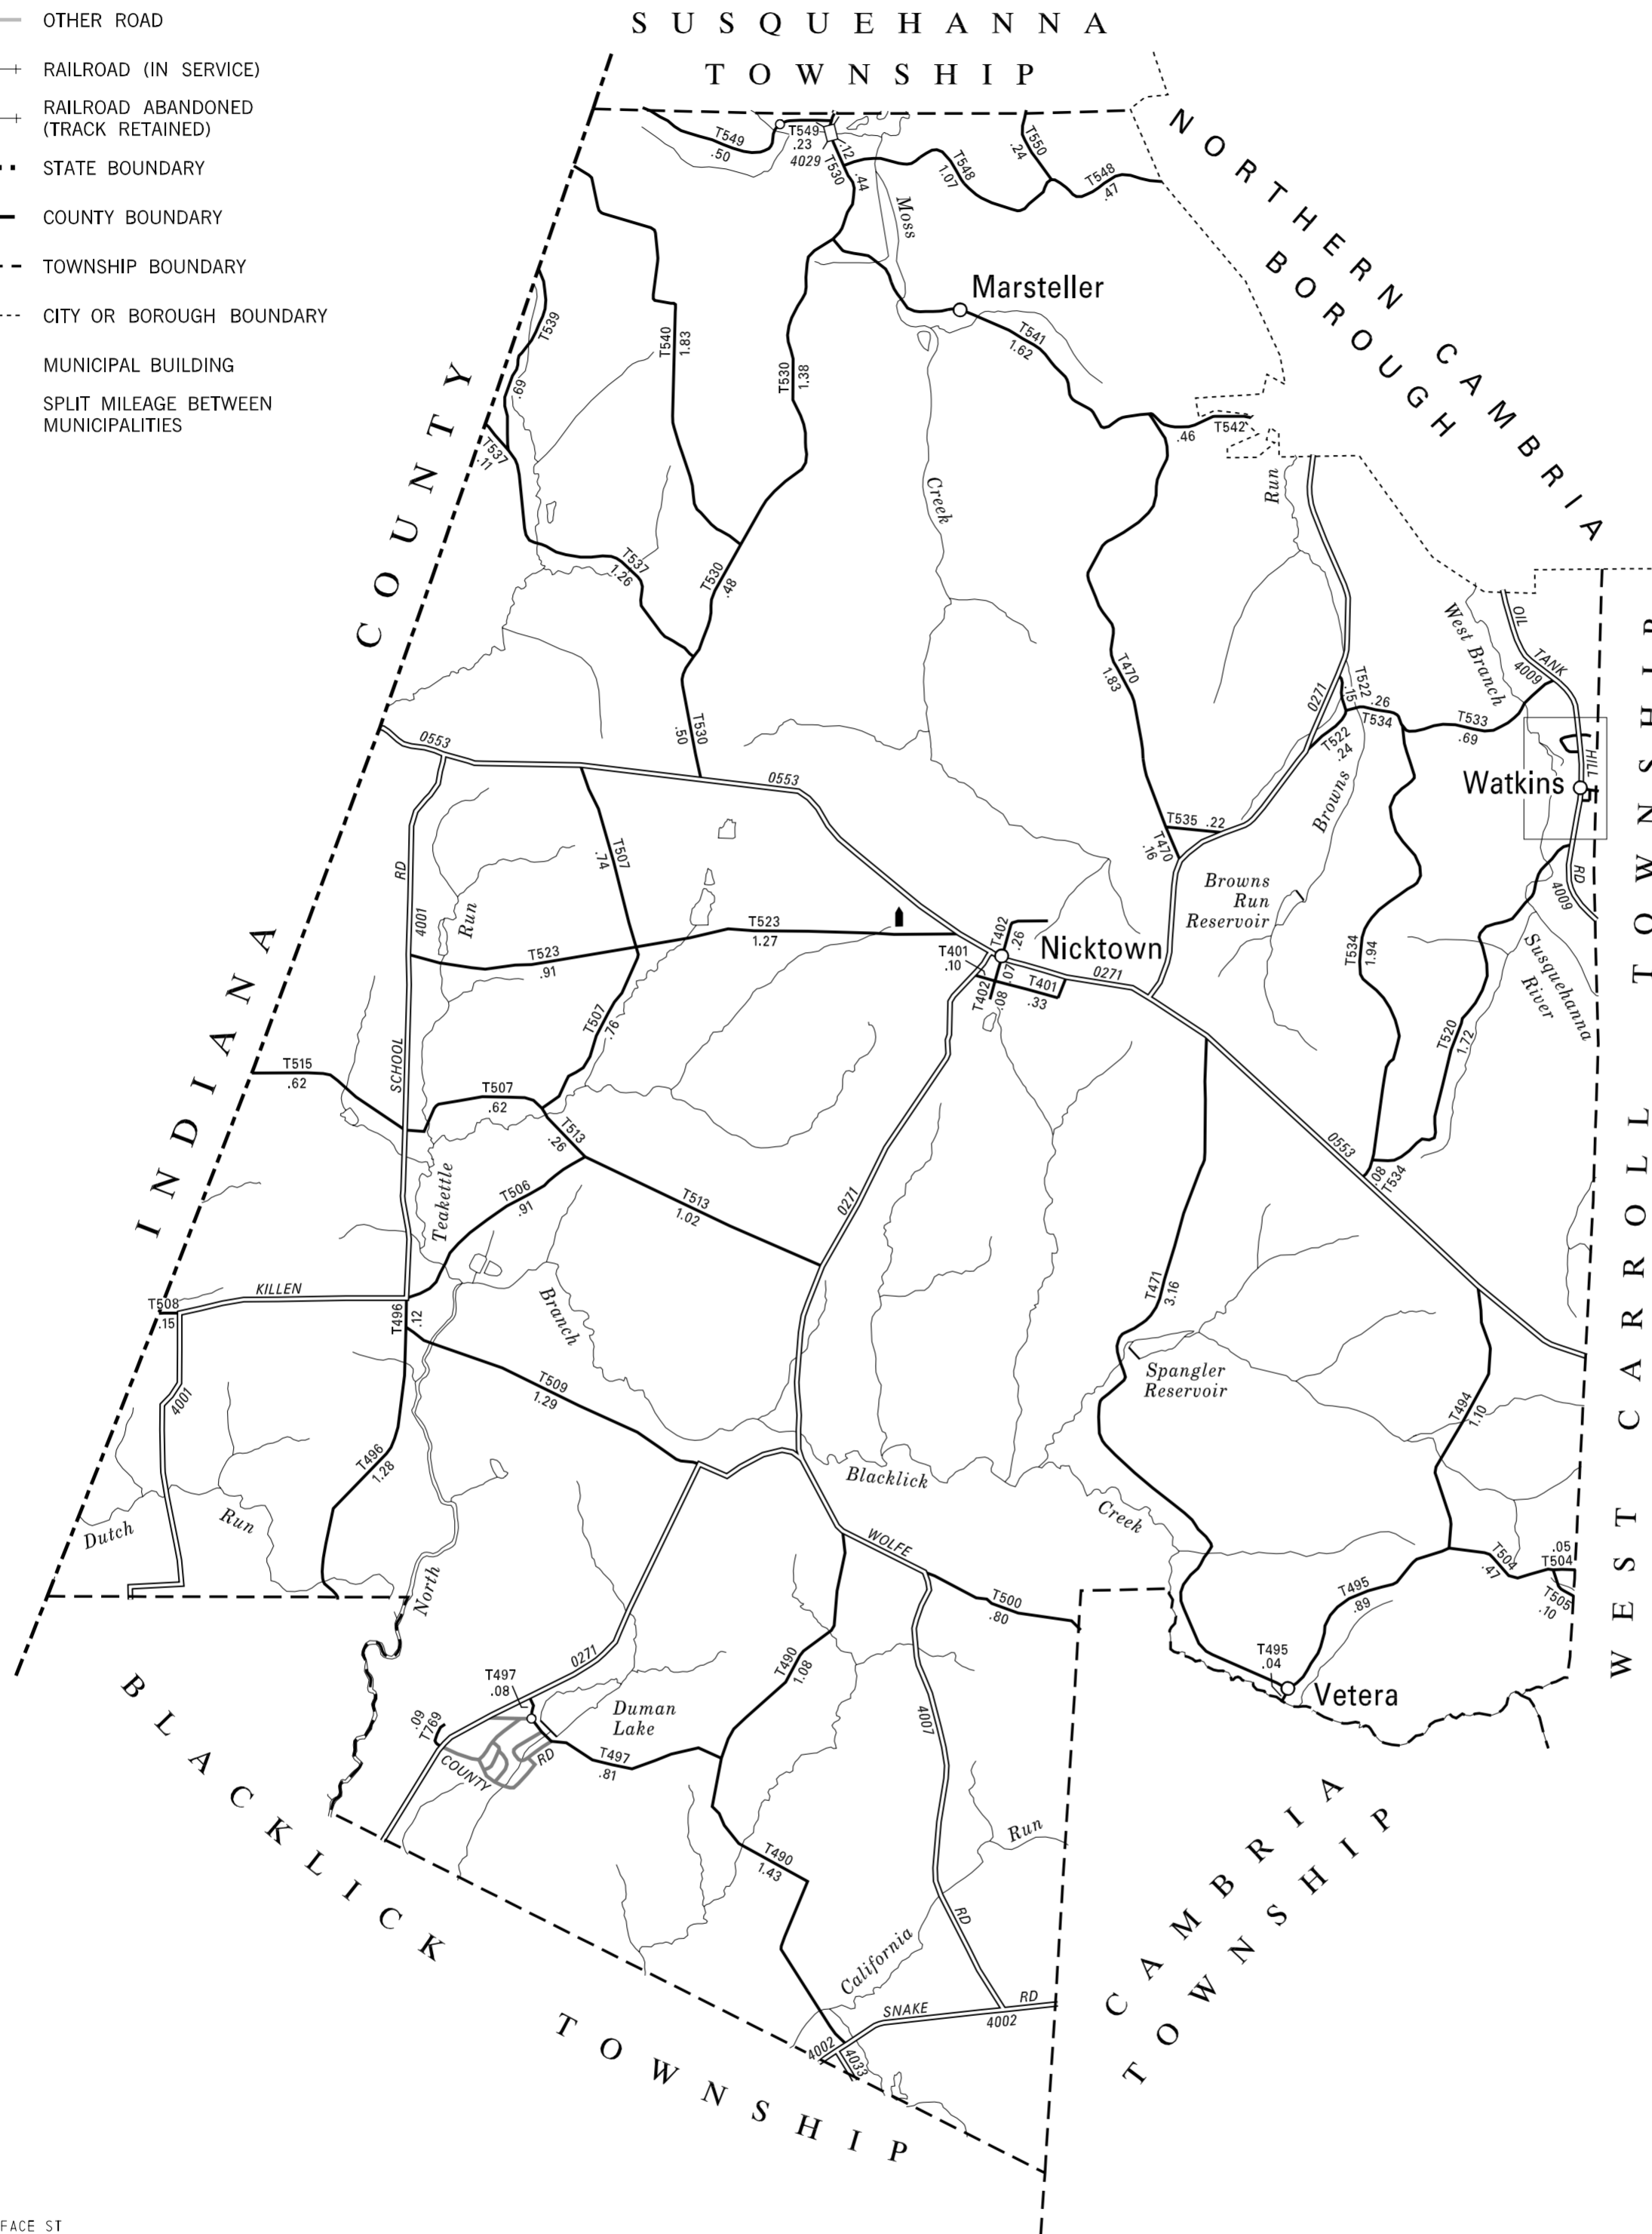 OTHER ROAD
RAILROAD (IN SERVICE)
RAILROAD ABANDONED
(TRACK RETAINED)
STATE BOUNDARY
COUNTY BOUNDARY
TOWNSHIP BOUNDARY
CITY OR BOROUGH BOUNDARY
MUNICIPAL BUILDING
SPLIT MILEAGE BETWEEN
MUNICIPALITIES
SUSQUEHANNA
TOWNSHIP
NORTHERN CAMBRIA
BOROUGH
INDIANA COUNTY
T549
.50
T549
.23
4029
.12
T530
.44
T548
1.07
T550
.24
T548
.47
Moss
Marsteller
T541
1.62
T539
.69
T540
1.83
T530
1.38
T537
.11
.46
T542
Creek
Run
T537
1.26
T530
.48
T470
1.83
West Branch
OIL
TANK
4009
T530
.50
0271
T522
.15
.26
T534
T522
.24
T533
.69
HILL
Watkins
0553
0553
Browns
T535 .22
T470
.16
RD
4001
Run
T507
.74
Browns
Run
Reservoir
RD
4009
T523
1.27
T523
.91
T402
.26
Nicktown
T401
.10
.07
T401
.33
T402
.08
0271
T534
1.94
T520
1.72
Susquehanna
River
WEST CARROLL TOWNSHIP
T507
.76
SCHOOL
T515
.62
T507
.62
T513
.26
0553
.08
T534
Teakettle
T506
.91
T513
1.02
0271
T471
3.16
KILLEN
T508
.15
T496
.12
Branch
Spangler
Reservoir
4001
T509
1.29
T494
1.10
T496
1.28
Blacklick
Creek
Dutch
Run
WOLFE
North
T504
.47
.05
T504
T505
.10
T500
.80
T495
.89
T495
.04
Vetera
0271
T490
1.08
T497
.08
Duman
Lake
.09
T769
COUNTY
RD
T497
.81
4007
BLACKLICK TOWNSHIP
Run
T490
1.43
RD
California
CAMBRIA
TOWNSHIP
SNAKE
RD
4002
4002
4033
FACE ST